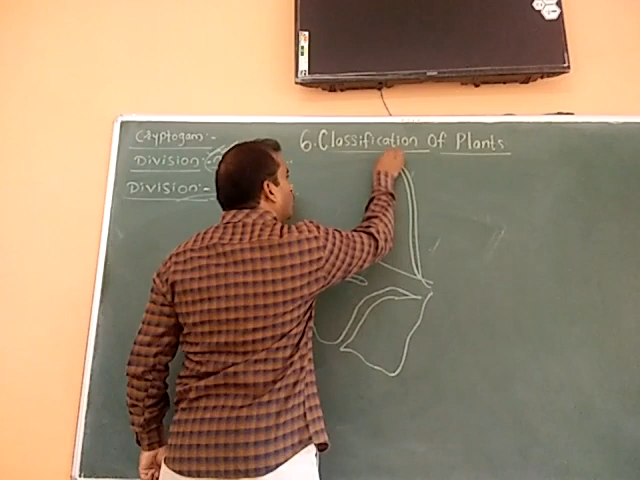 6. Classification Of Plants
Cryptogam:-
Division:-
Division:-